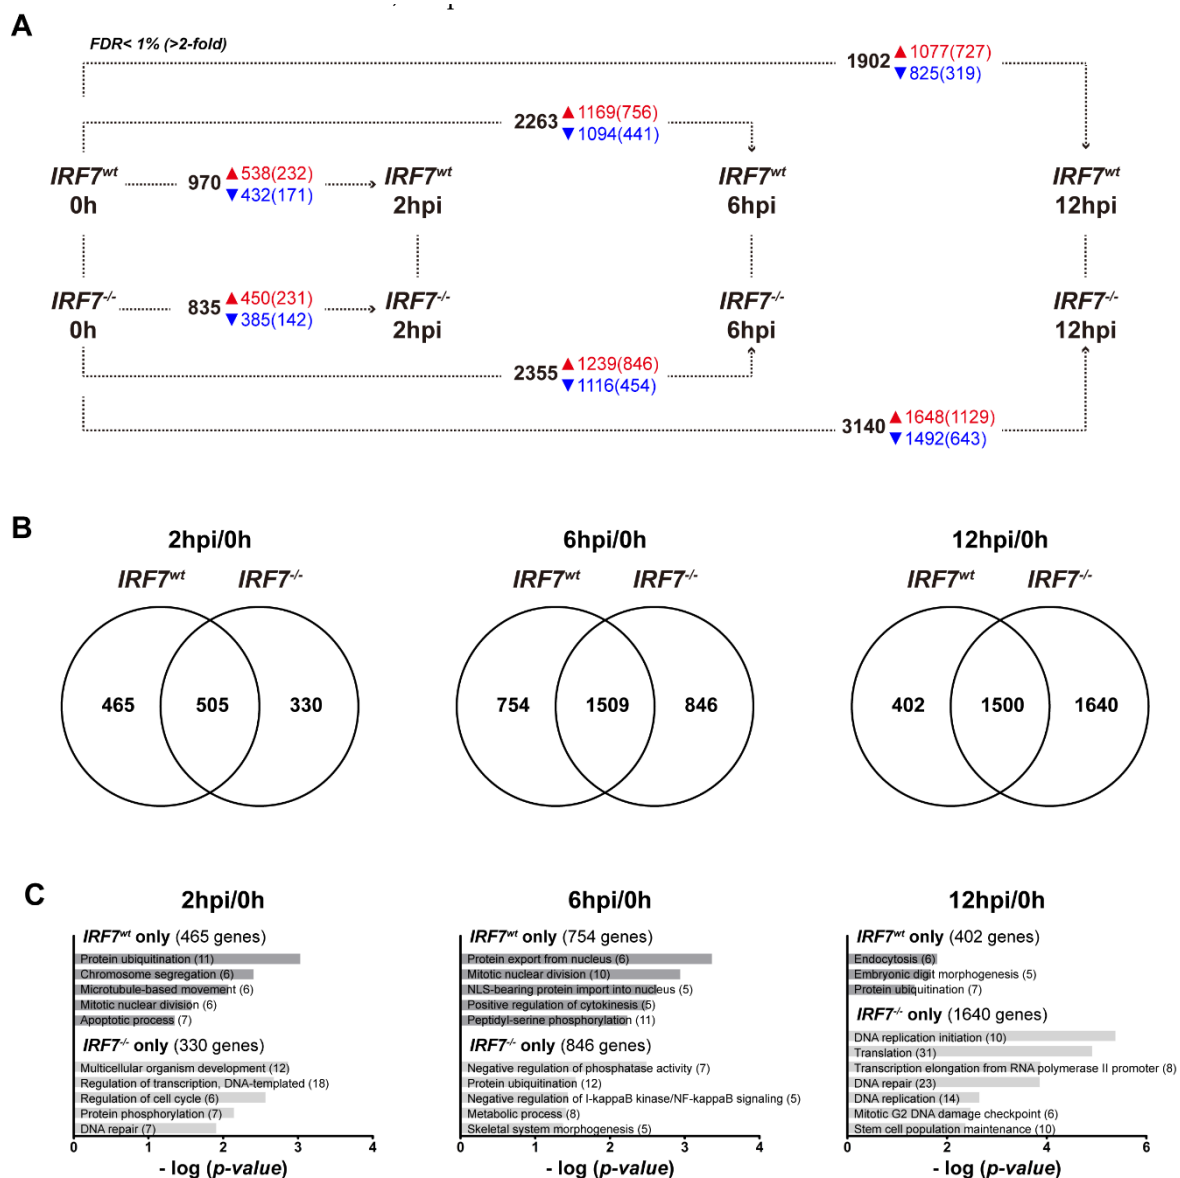 A
FDR< 1% (>2-fold)
1902 ▲1077(727)
▼825(319)
2263 ▲1169(756)
▼1094(441)
IRF7wt 0h
970 ▲538(232)
▼432(171)
IRF7wt 2hpi
IRF7wt 6hpi
IRF7wt 12hpi
IRF7-/- 0h
835 ▲450(231)
▼385(142)
IRF7-/- 2hpi
IRF7-/- 6hpi
IRF7-/- 12hpi
2355 ▲1239(846)
▼1116(454)
3140 ▲1648(1129)
▼1492(643)
B
2hpi/0h
IRF7wt IRF7-/-
465 505 330
6hpi/0h
IRF7wt IRF7-/-
754 1509 846
12hpi/0h
IRF7wt IRF7-/-
402 1500 1640
C
2hpi/0h
IRF7wt only (465 genes)
Protein ubiquitination (11)
Chromosome segregation (6)
Microtubule-based movement (6)
Mitotic nuclear division (6)
Apoptotic process (7)
IRF7-/- only (330 genes)
Multicellular organism development (12)
Regulation of transcription, DNA-templated (18)
Regulation of cell cycle (6)
Protein phosphorylation (7)
DNA repair (7)
0 1 2 3 4
- log (p-value)
6hpi/0h
IRF7wt only (754 genes)
Protein export from nucleus (6)
Mitotic nuclear division (10)
NLS-bearing protein import into nucleus (5)
Positive regulation of cytokinesis (5)
Peptidyl-serine phosphorylation (11)
IRF7-/- only (846 genes)
Negative regulation of phosphatase activity (7)
Protein ubiquitination (12)
Negative regulation of I-kappaB kinase/NF-kappaB signaling (5)
Metabolic process (8)
Skeletal system morphogenesis (5)
0 1 2 3 4
- log (p-value)
12hpi/0h
IRF7wt only (402 genes)
Endocytosis (6)
Embryonic digit morphogenesis (5)
Protein ubiquitination (7)
IRF7-/- only (1640 genes)
DNA replication initiation (10)
Translation (31)
Transcription elongation from RNA polymerase II promoter (8)
DNA repair (23)
DNA replication (14)
Mitotic G2 DNA damage checkpoint (6)
Stem cell population maintenance (10)
0 2 4 6
- log (p-value)